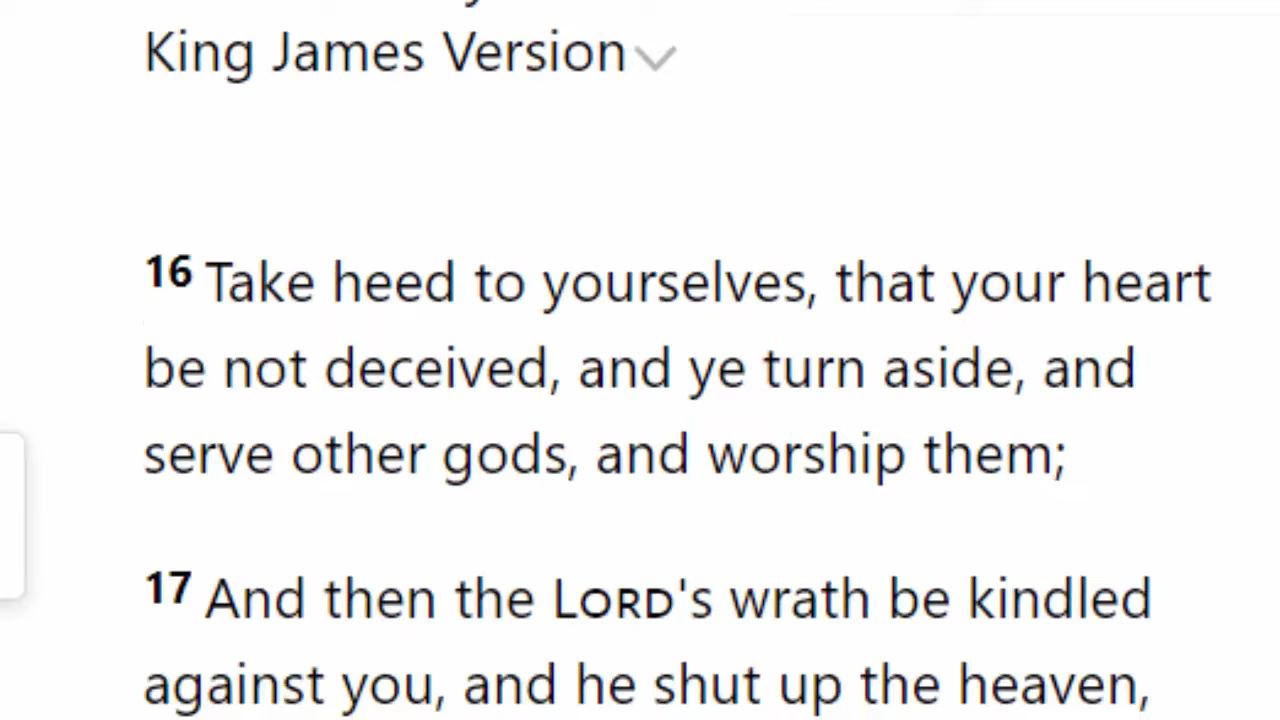 King James Version
16 Take heed to yourselves, that your heart
be not deceived, and ye turn aside, and
serve other gods, and worship them;
17 And then the LORD's wrath be kindled
against you, and he shut up the heaven,